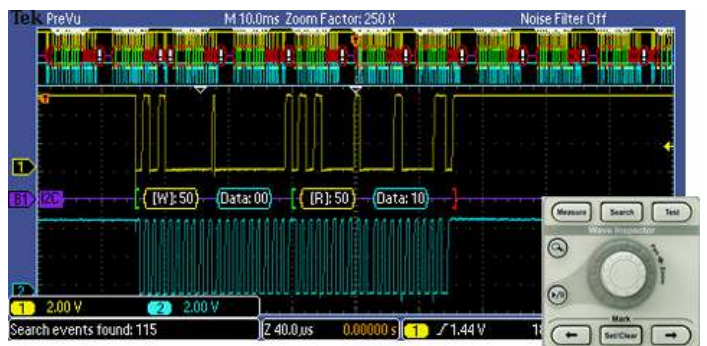 Tek PreVu M 10.0ms Zoom Factor: 250 X Noise Filter Off
T
1
B1 I2C [W]: 50 Data: 00 [R]: 50 Data: 10
2
1 2.00 V 2 2.00 V
Search events found: 115 Z 40.0µs 0.00000 s 1 1.44 V
Measure Search Test
Wave Inspector
Pan Zoom
Mark
← Set/Clear →